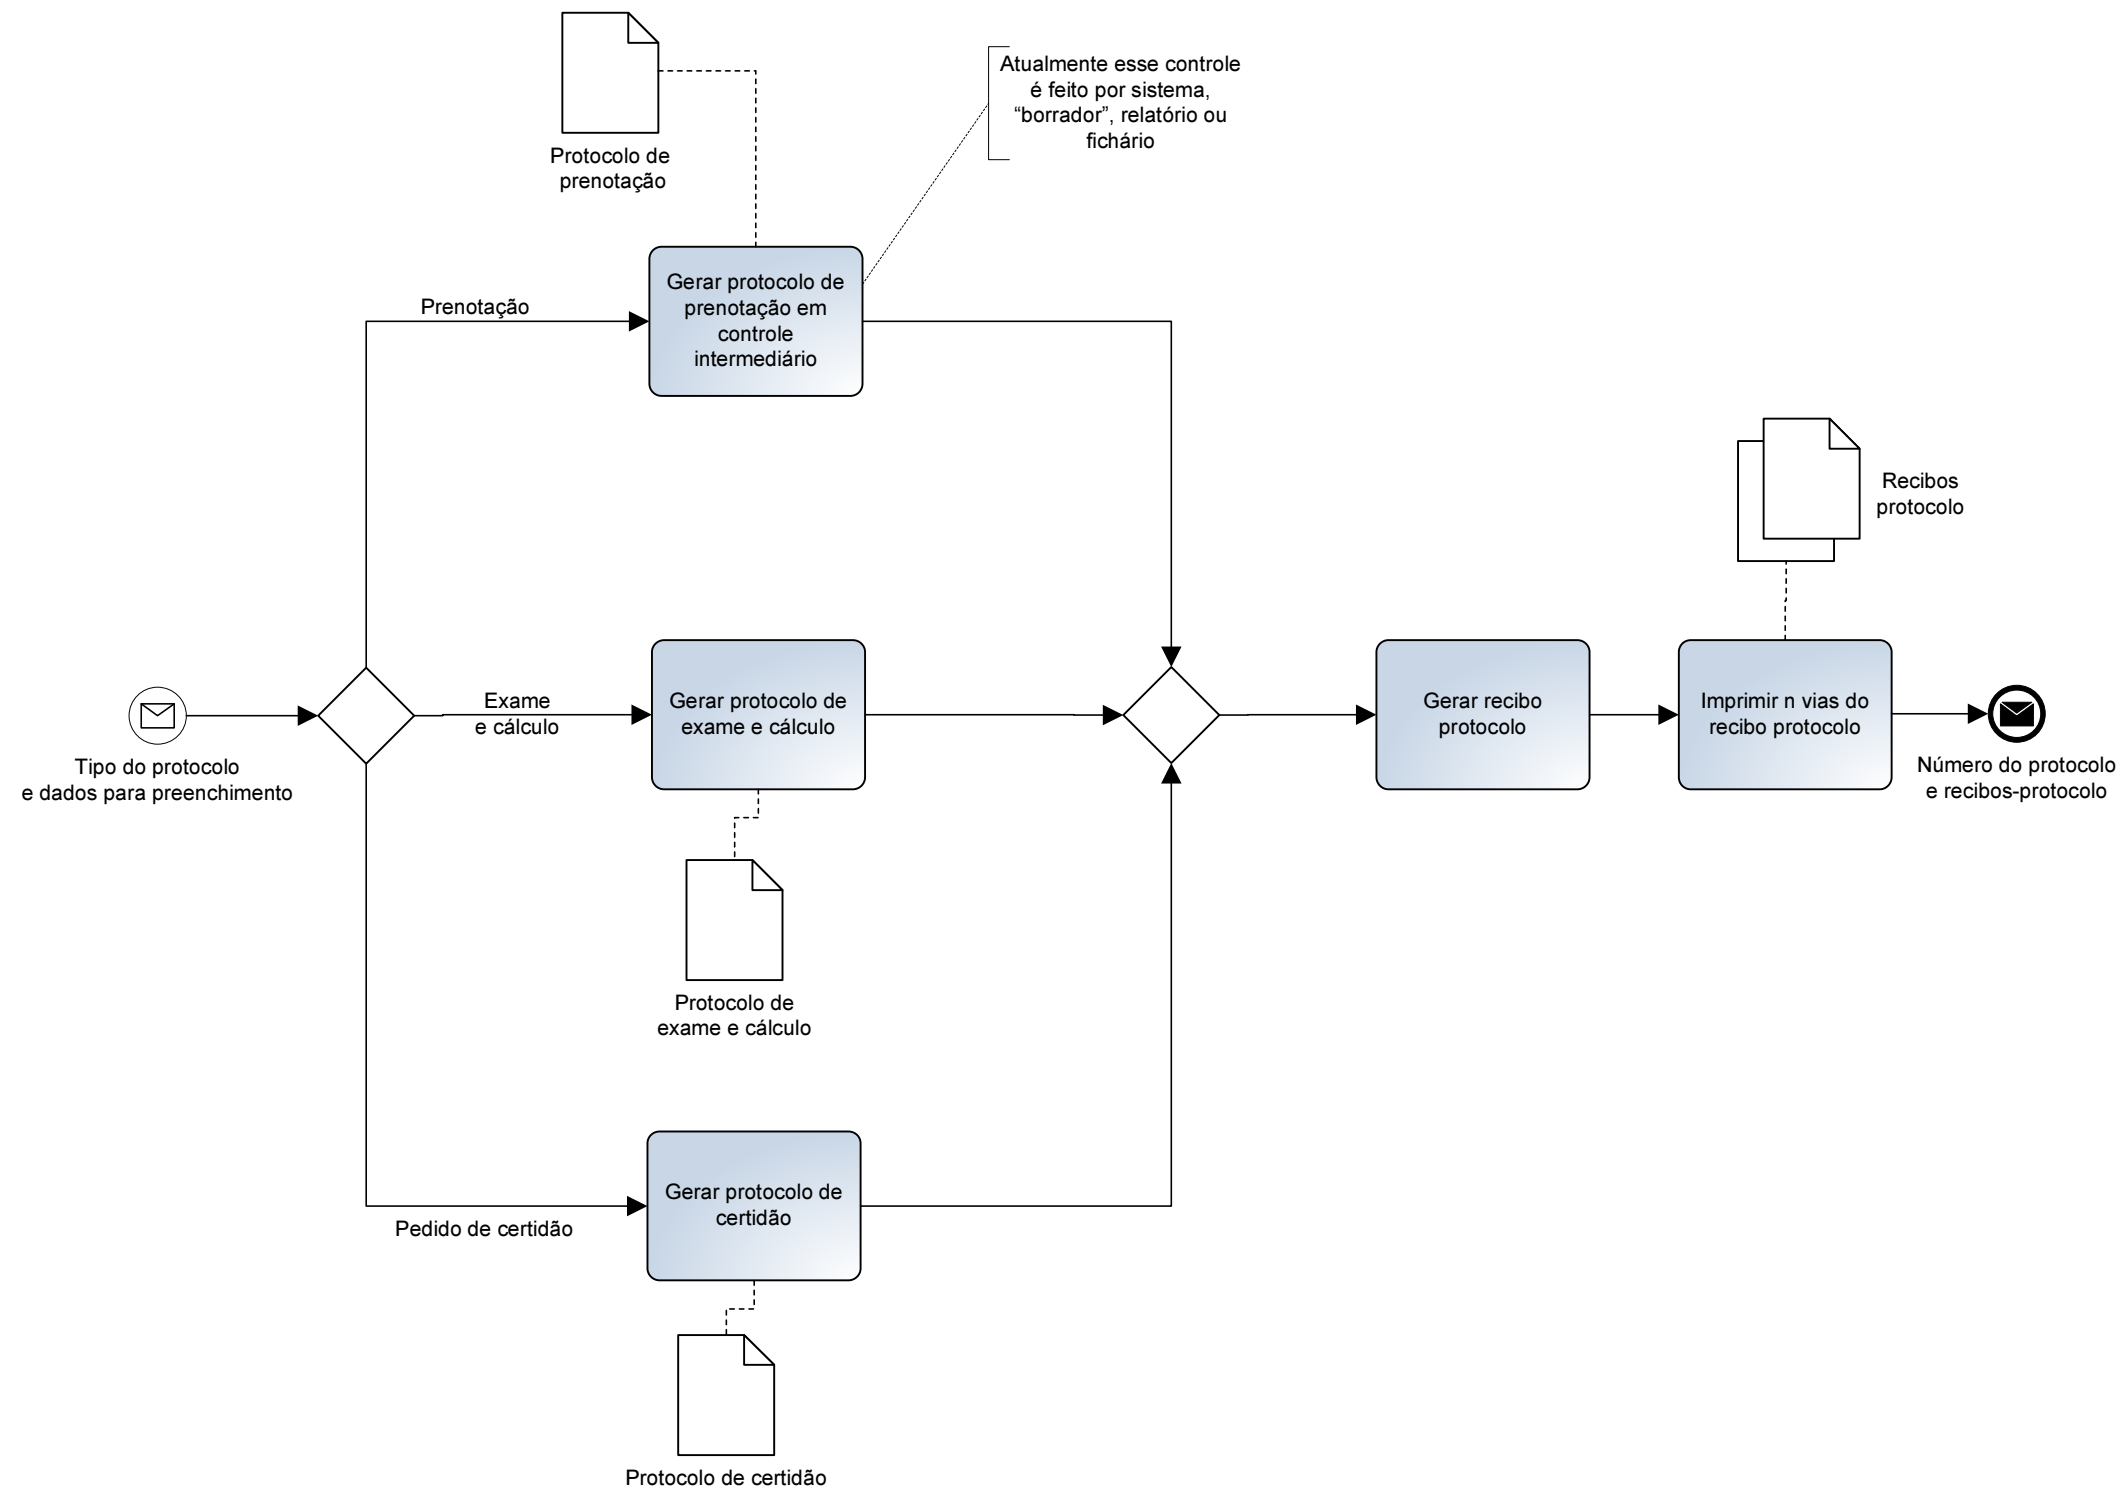 Atualmente esse controle
é feito por sistema,
“borrador”, relatório ou
fichário
Protocolo de
prenotação
Gerar protocolo de
prenotação em
controle
intermediário
Prenotação
Recibos
protocolo
Exame
e cálculo
Gerar protocolo de
exame e cálculo
Gerar recibo
protocolo
Imprimir n vias do
recibo protocolo
Tipo do protocolo
e dados para preenchimento
Número do protocolo
e recibos-protocolo
Protocolo de
exame e cálculo
Gerar protocolo de
certidão
Pedido de certidão
Protocolo de certidão